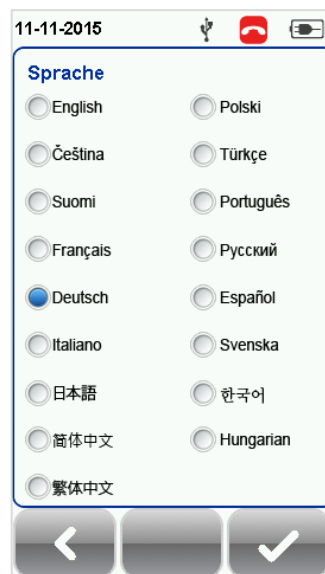 11-11-2015
Sprache
English
Polski
Čeština
Türkçe
Suomi
Português
Français
Русский
Deutsch
Español
Italiano
Svenska
日本語
한국어
简体中文
Hungarian
繁体中文